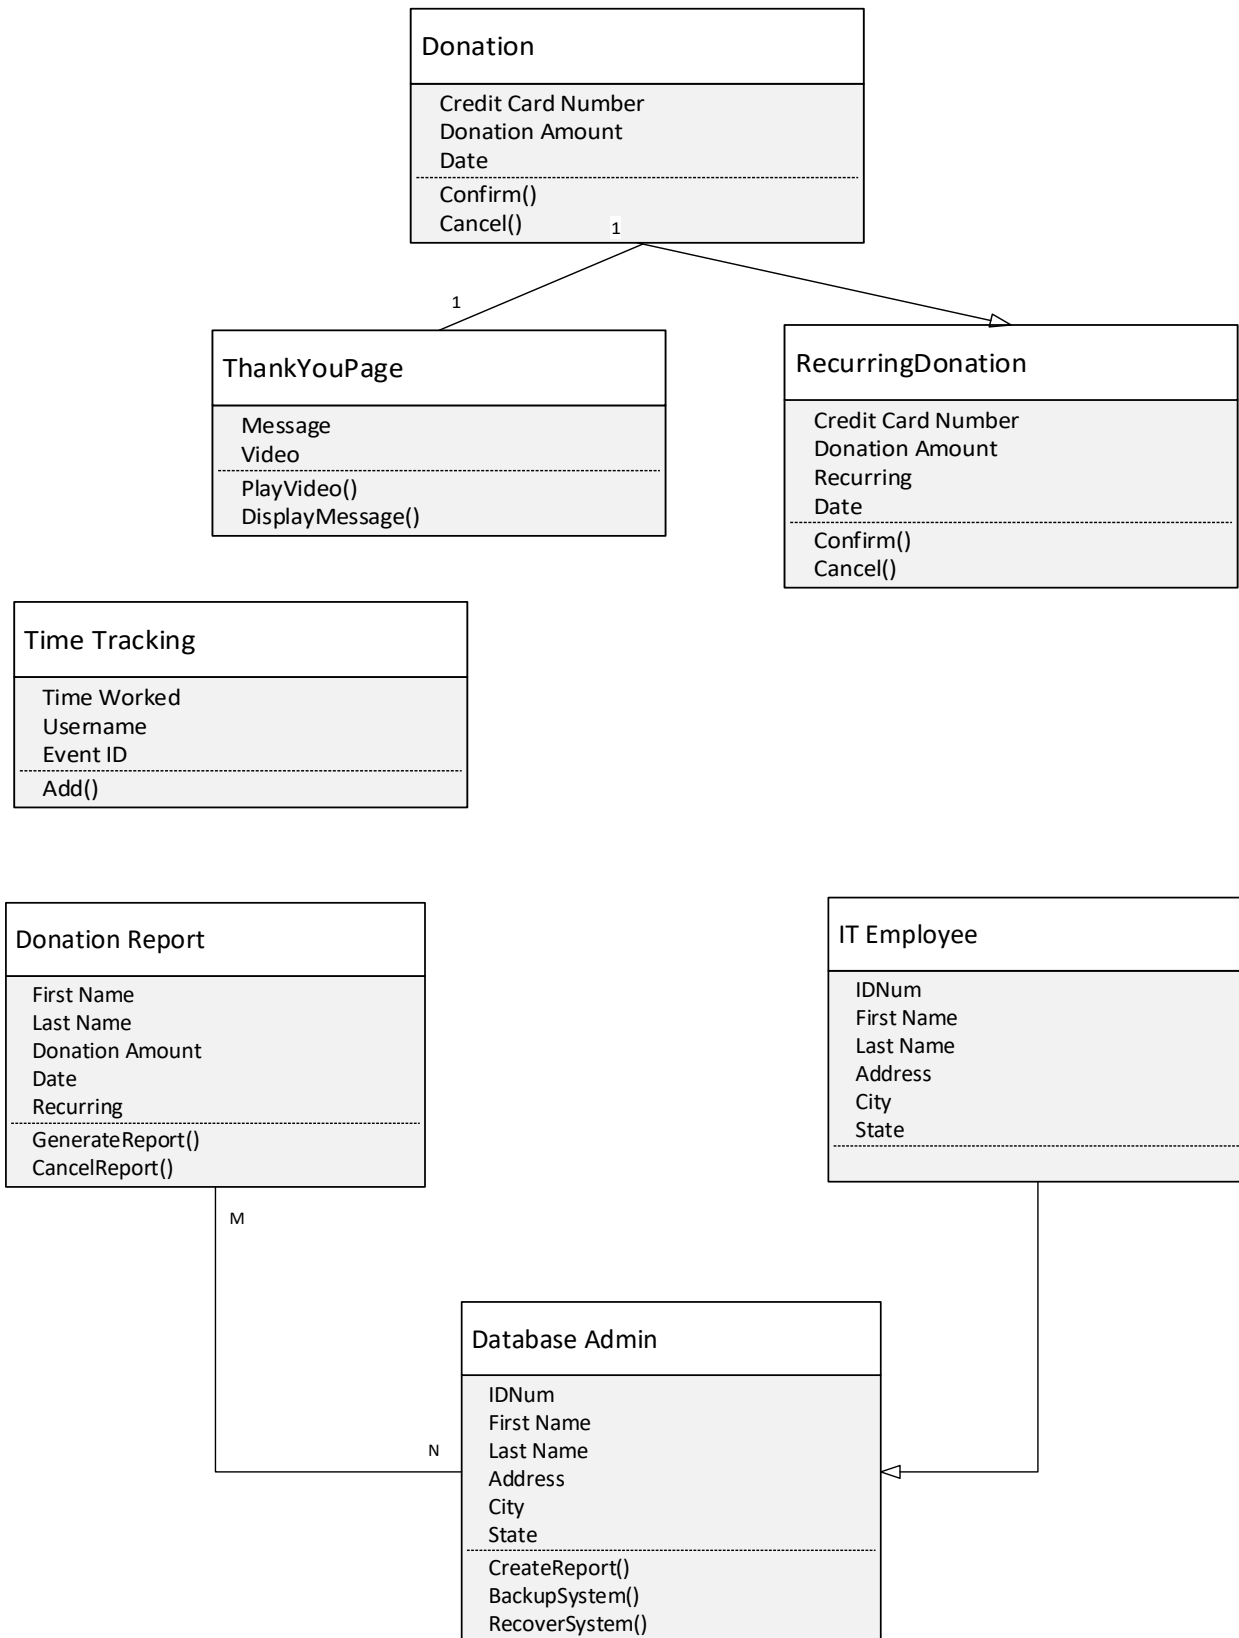 Donation
Credit Card Number
Donation Amount
Date
Confirm()
Cancel()
1
1
ThankYouPage
Message
Video
PlayVideo()
DisplayMessage()
RecurringDonation
Credit Card Number
Donation Amount
Recurring
Date
Confirm()
Cancel()
Time Tracking
Time Worked
Username
Event ID
Add()
Donation Report
First Name
Last Name
Donation Amount
Date
Recurring
GenerateReport()
CancelReport()
M
IT Employee
IDNum
First Name
Last Name
Address
City
State
N
Database Admin
IDNum
First Name
Last Name
Address
City
State
CreateReport()
BackupSystem()
RecoverSystem()